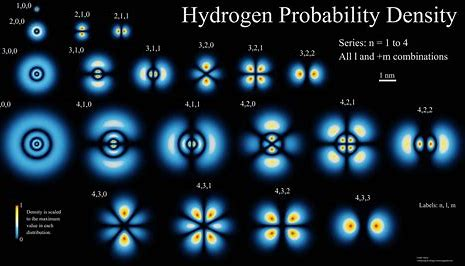 Hydrogen Probability Density
1,0,0
2,0,0
2,1,0
2,1,1
Series: n = 1 to 4
All l and +m combinations
1 nm
3,0,0
3,1,0
3,1,1
3,2,0
3,2,1
3,2,2
,0,0
4,1,0
4,1,1
4,2,0
4,2,1
4,2,2
4,3,0
4,3,1
4,3,2
4,3,3
Labels: n, l, m
1
0
Density is scaled
to the maximum
value in each
distribution.